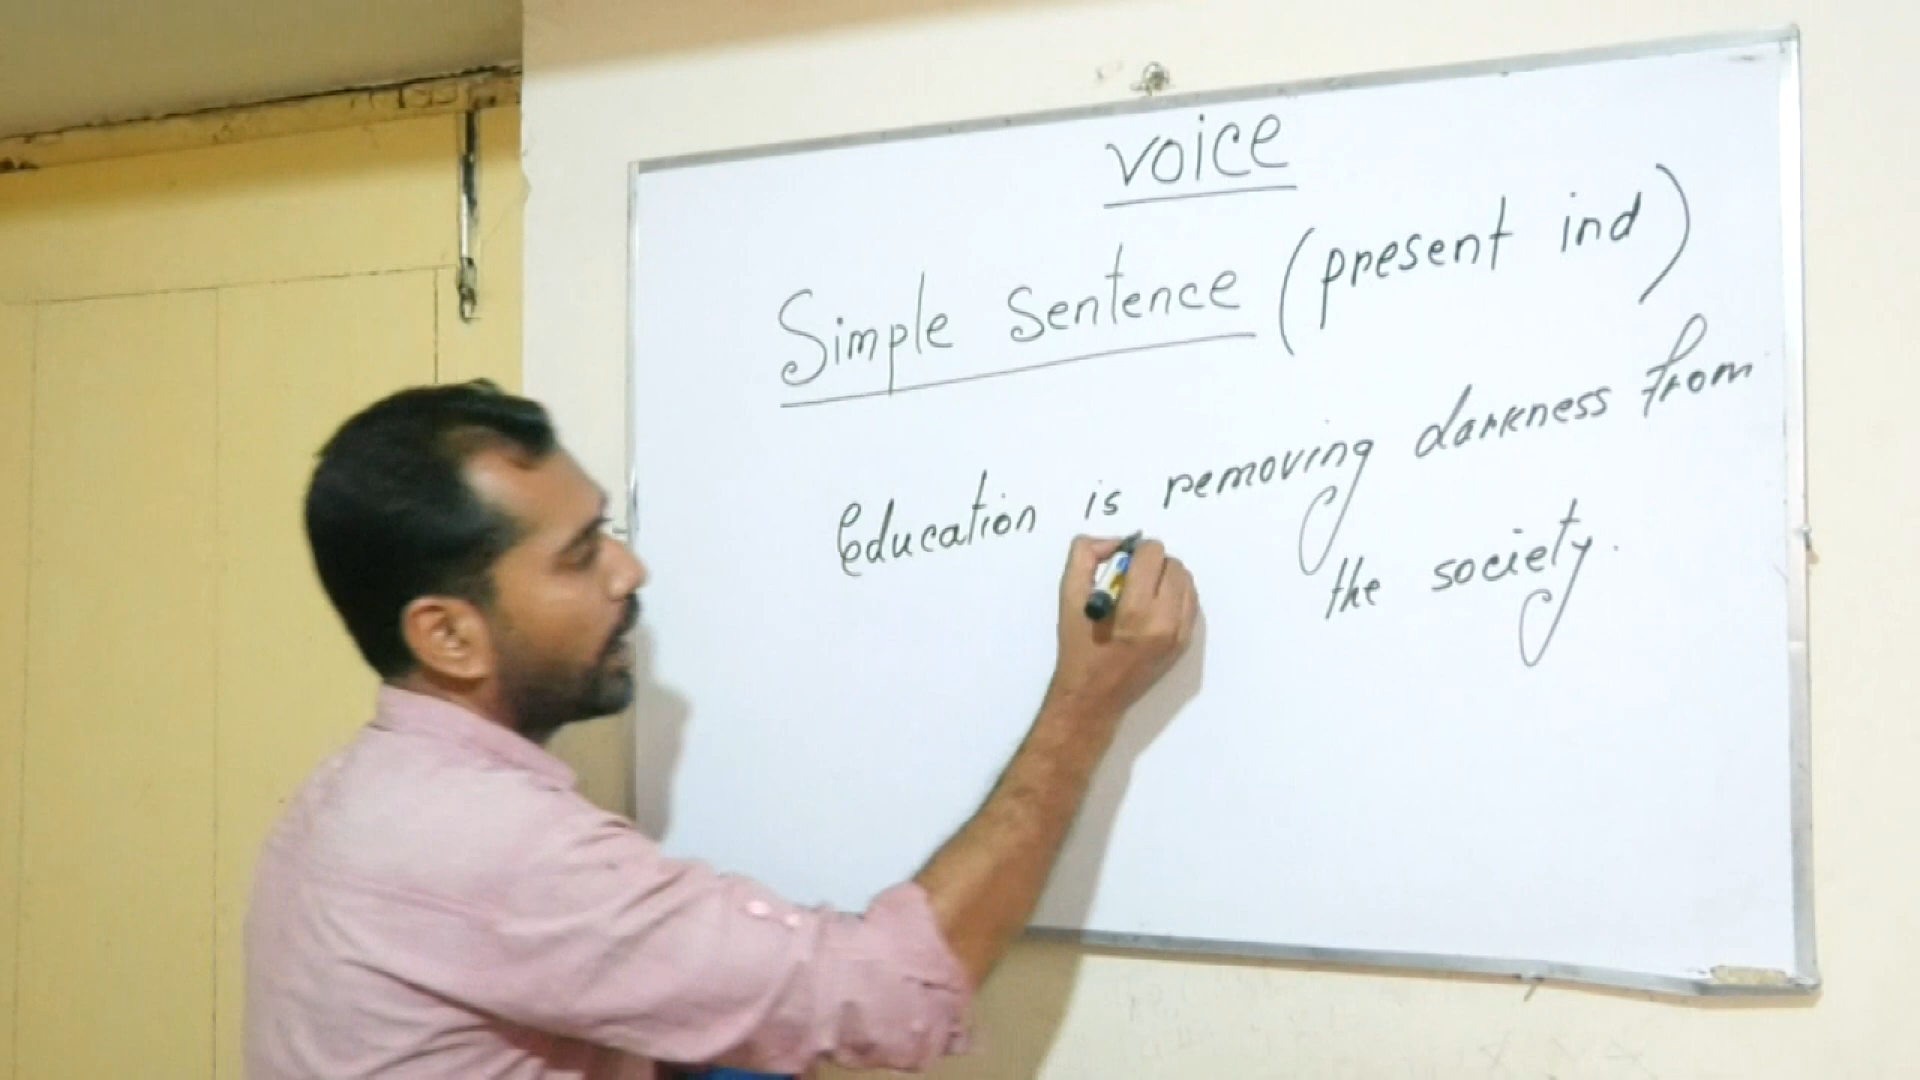 voice
Simple Sentence (present ind)
Education is removing darkness from
the society.